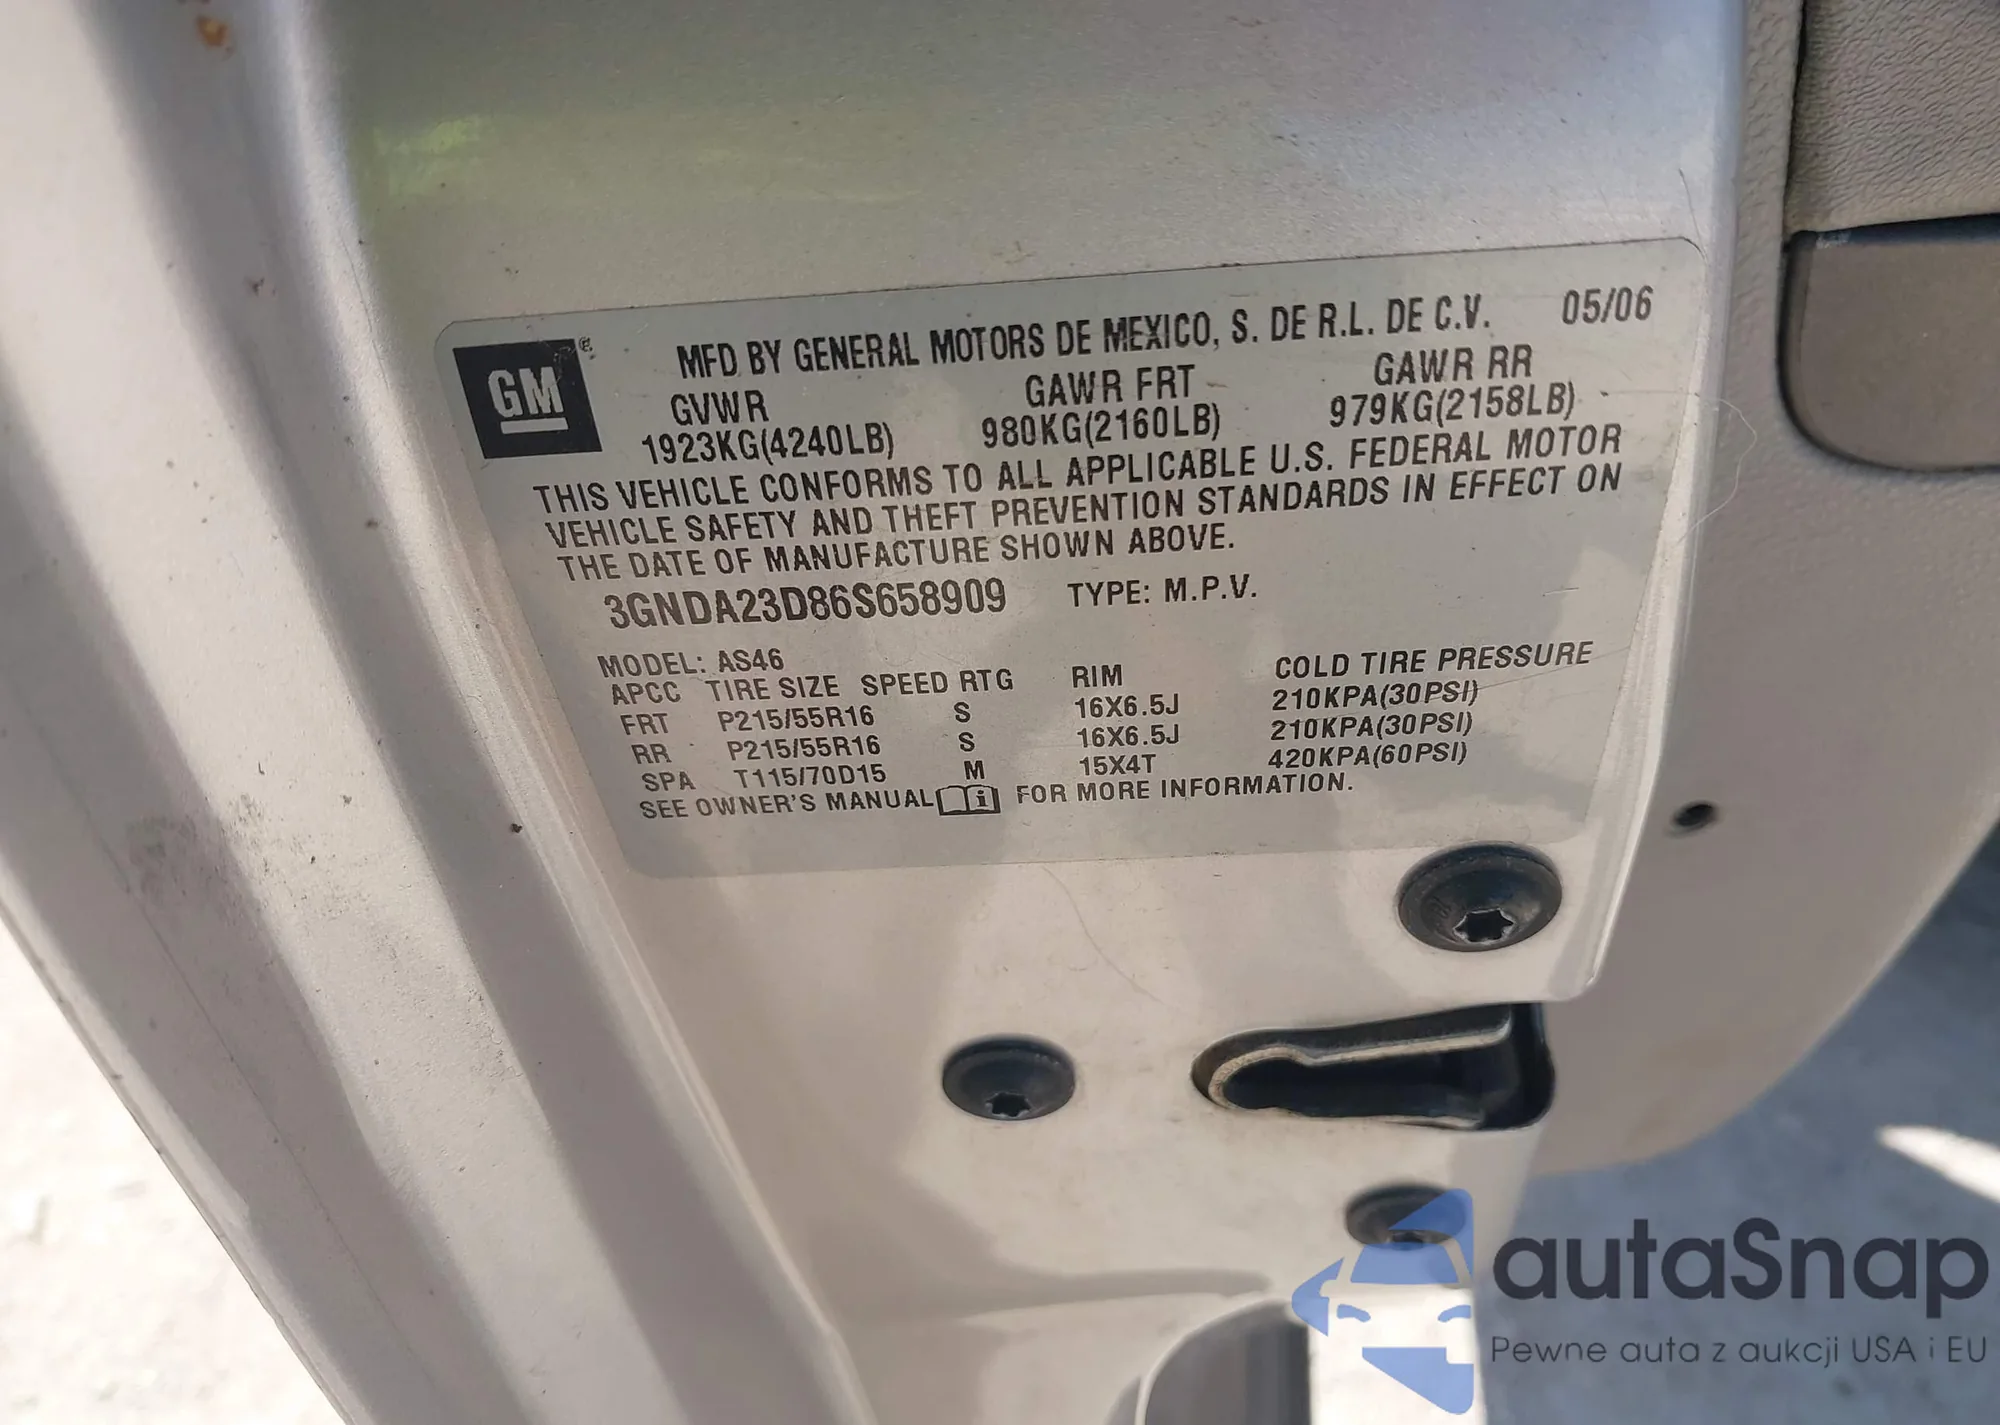 GM
MFD BY GENERAL MOTORS DE MEXICO, S. DE R.L. DE C.V. 05/06
GVWR GAWR FRT GAWR RR
1923KG(4240LB) 980KG(2160LB) 979KG(2158LB)
THIS VEHICLE CONFORMS TO ALL APPLICABLE U.S. FEDERAL MOTOR
VEHICLE SAFETY AND THEFT PREVENTION STANDARDS IN EFFECT ON
THE DATE OF MANUFACTURE SHOWN ABOVE.
3GNDA23D86S658909 TYPE: M.P.V.
MODEL: AS46
APCC TIRE SIZE SPEED RTG RIM COLD TIRE PRESSURE
FRT P215/55R16 S 16X6.5J 210KPA(30PSI)
RR P215/55R16 S 16X6.5J 210KPA(30PSI)
SPA T115/70D15 M 15X4T 420KPA(60PSI)
SEE OWNER'S MANUAL FOR MORE INFORMATION.
autaSnap
Pewne auta z aukcji USA i EU